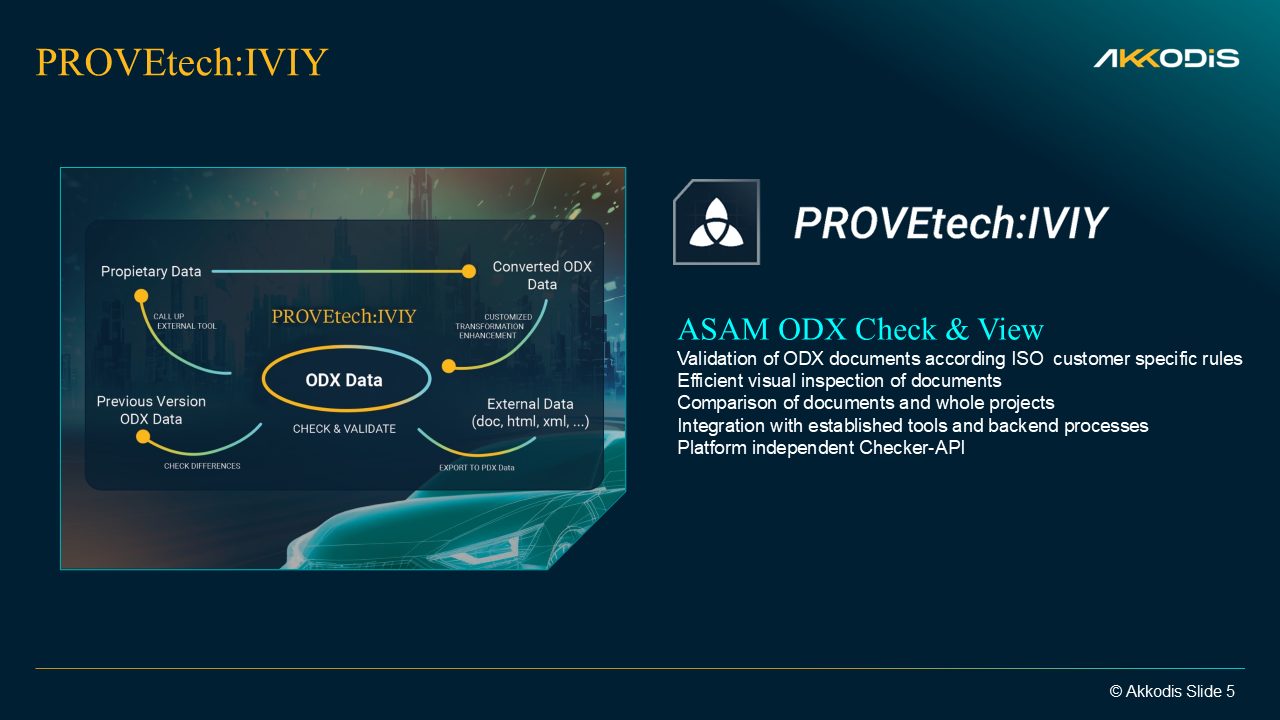 PROVEtech:IVIY
AKKODiS
Propietary Data
Converted ODX
Data
CALL UP
EXTERNAL TOOL
PROVEtech:IVIY
CUSTOMIZED
TRANSFORMATION
ENHANCEMENT
ODX Data
Previous Version
ODX Data
External Data
(doc, html, xml, ...)
CHECK & VALIDATE
CHECK DIFFERENCES
EXPORT TO PDX Data
PROVEtech:IVIY
ASAM ODX Check & View
Validation of ODX documents according ISO  customer specific rules
Efficient visual inspection of documents
Comparison of documents and whole projects
Integration with established tools and backend processes
Platform independent Checker-API
© Akkodis Slide 5